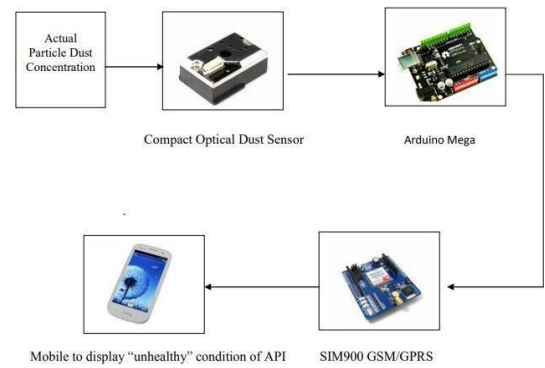 Actual
Particle Dust
Concentration
Compact Optical Dust Sensor
Arduino Mega
Mobile to display “unhealthy” condition of API
SIM900 GSM/GPRS